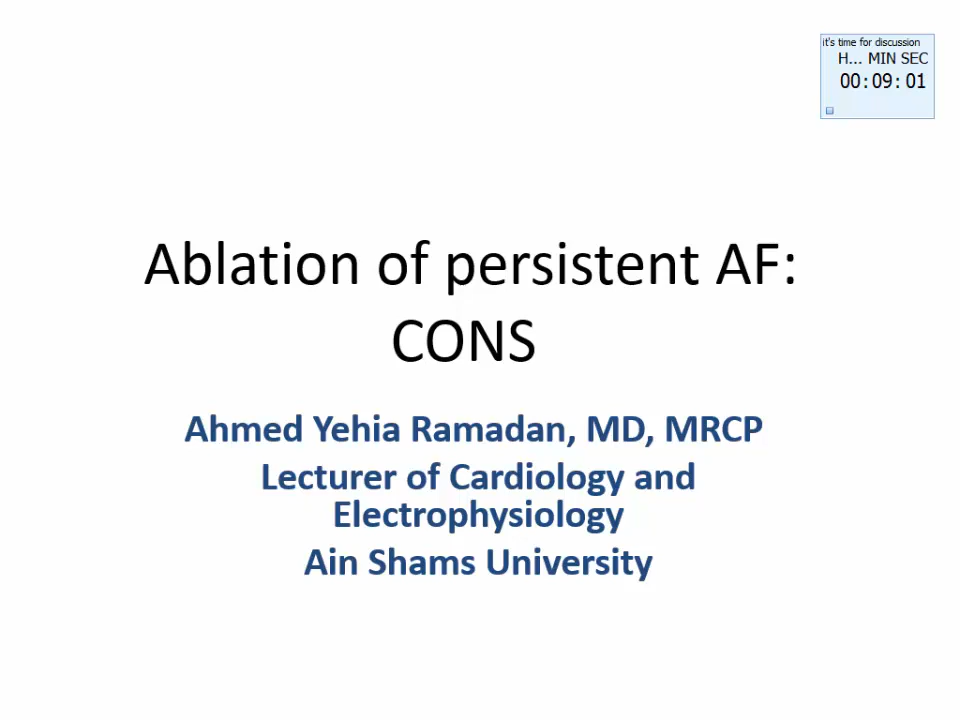 it's time for discussion
H... MIN SEC
00:09:01
Ablation of persistent AF:
CONS
Ahmed Yehia Ramadan, MD, MRCP
Lecturer of Cardiology and
Electrophysiology
Ain Shams University